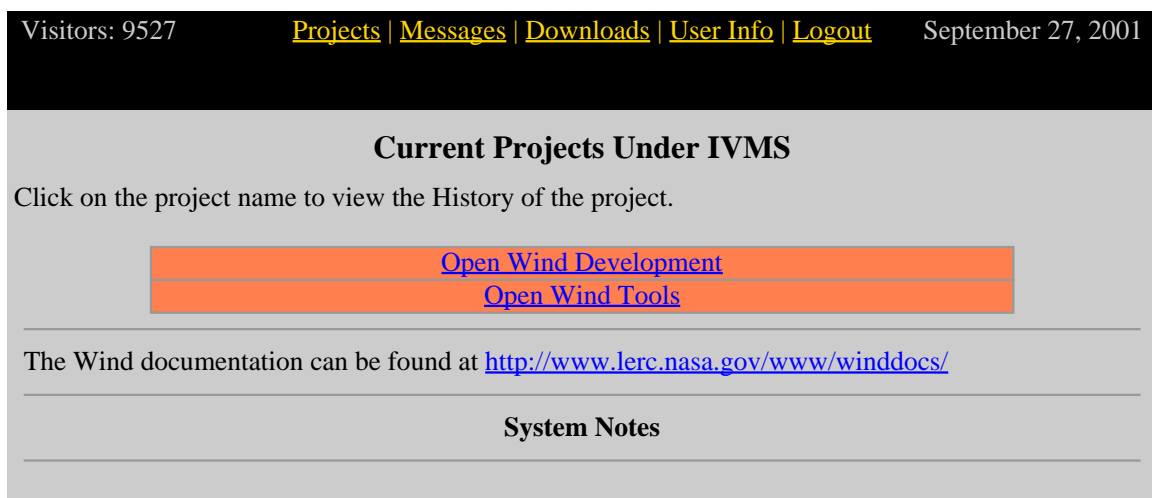 Visitors: 9527 Projects | Messages | Downloads | User Info | Logout September 27, 2001
Current Projects Under IVMS
Click on the project name to view the History of the project.
Open Wind Development
Open Wind Tools
The Wind documentation can be found at http://www.lerc.nasa.gov/www/winddocs/
System Notes